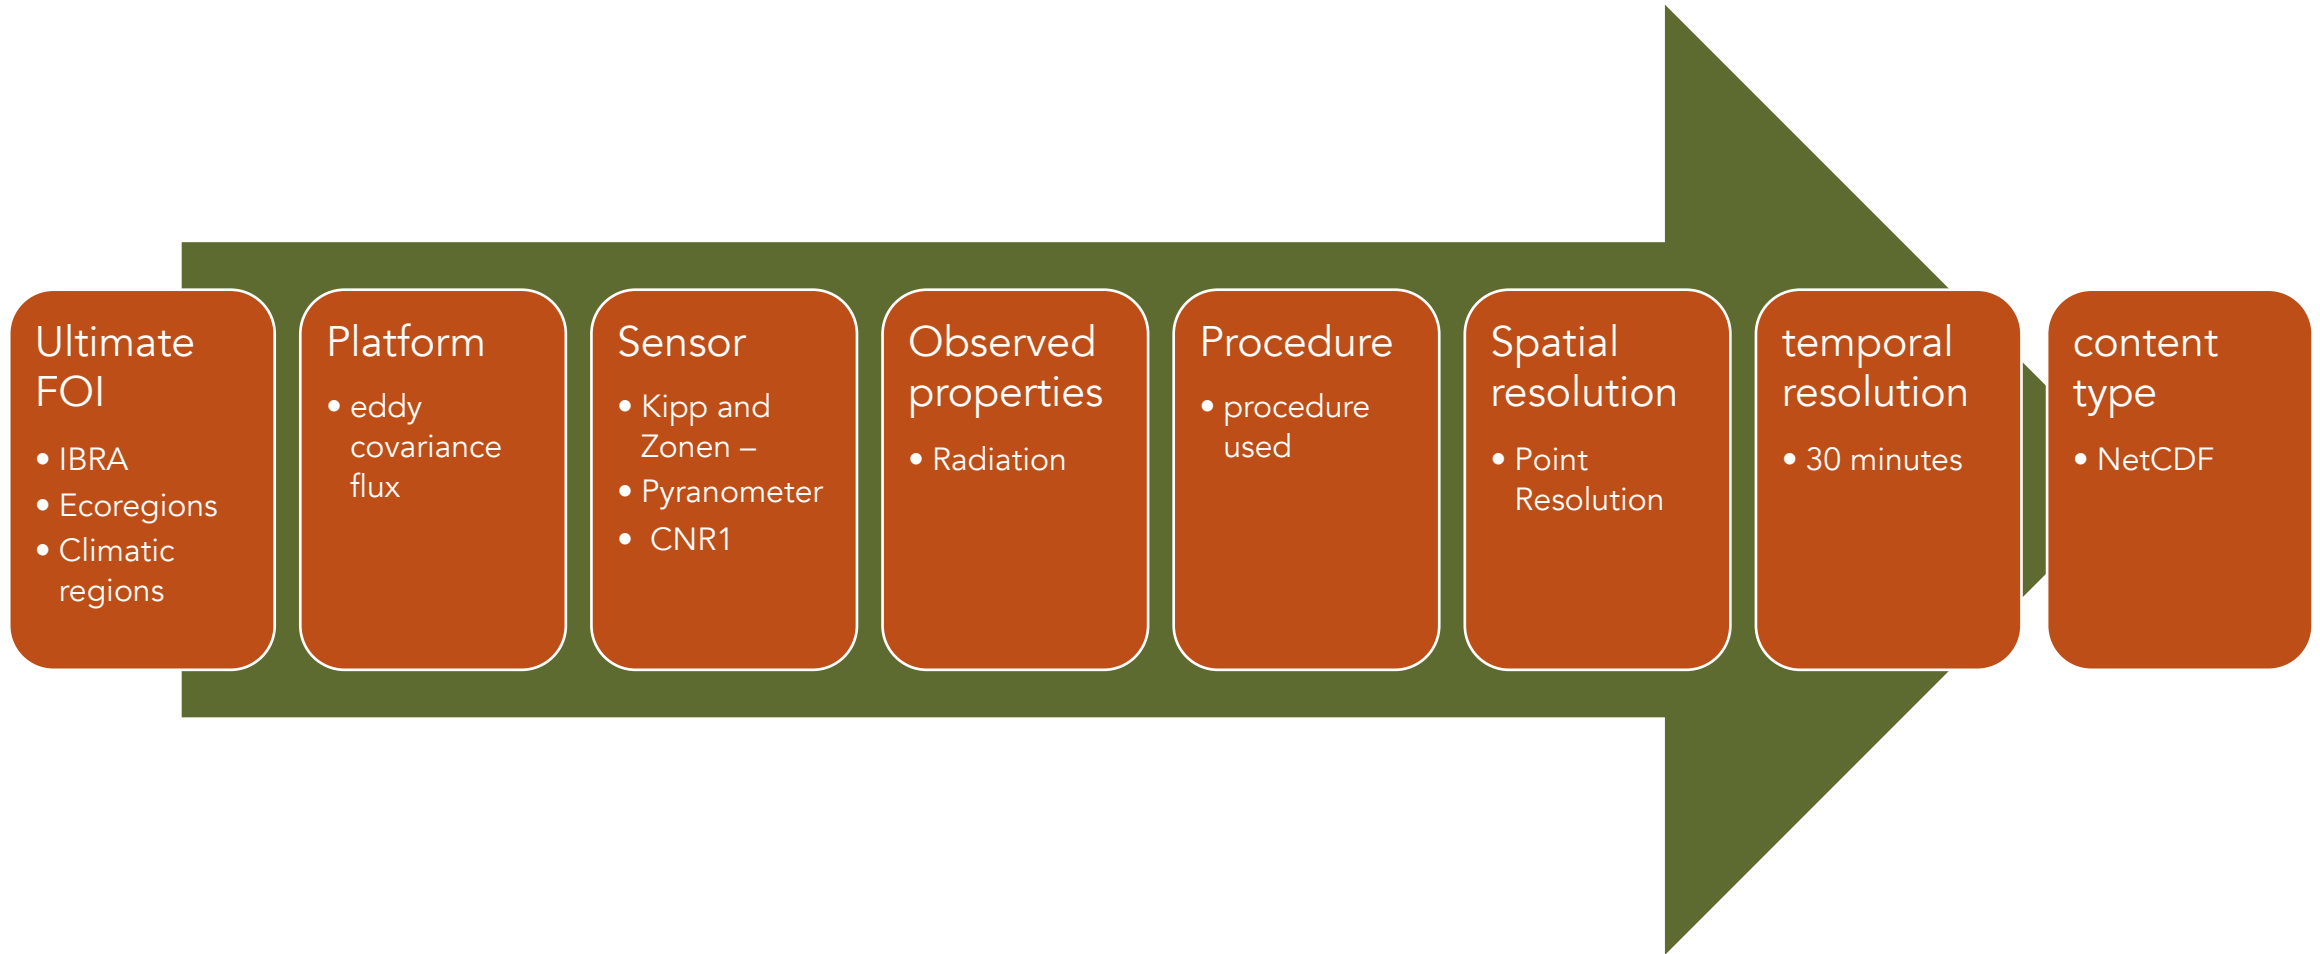 Ultimate
FOI
• IBRA
• Ecoregions
• Climatic
regions
Platform
• eddy
covariance
flux
Sensor
• Kipp and
Zonen –
• Pyranometer
• CNR1
Observed
properties
• Radiation
Procedure
• procedure
used
Spatial
resolution
• Point
Resolution
temporal
resolution
• 30 minutes
content
type
• NetCDF